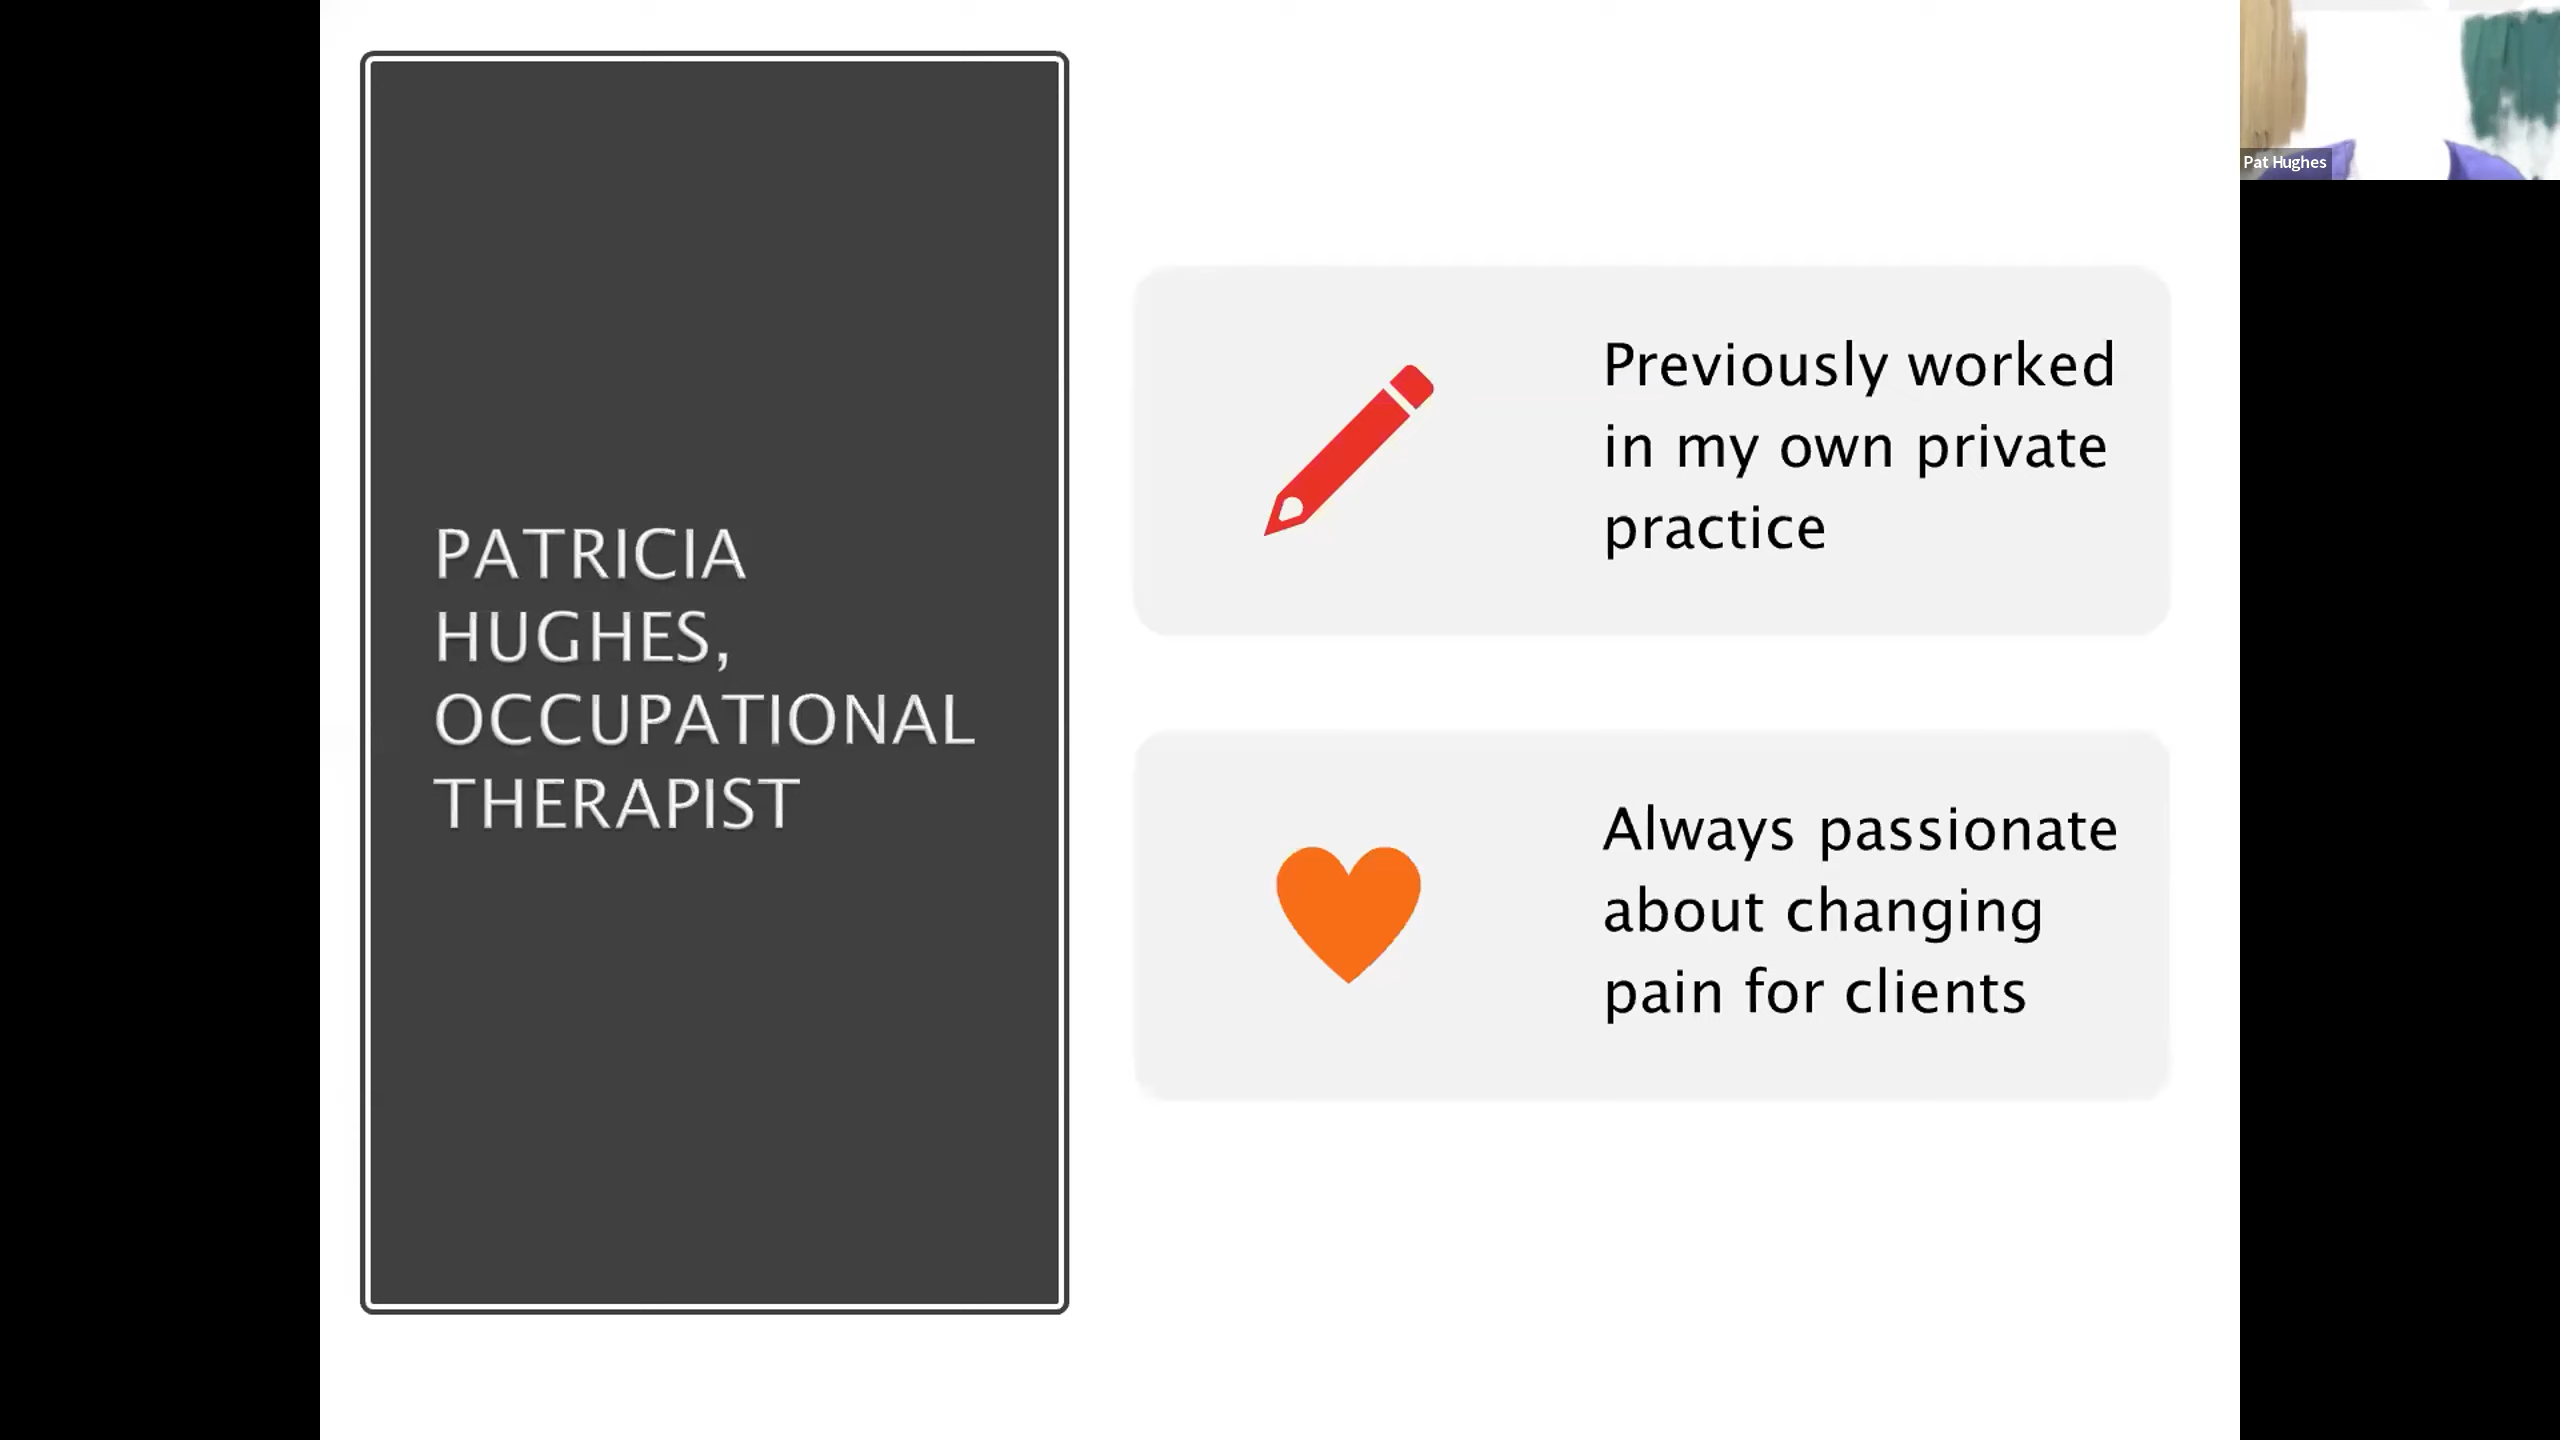 PATRICIA
HUGHES,
OCCUPATIONAL
THERAPIST
Previously worked
in my own private
practice
Always passionate
about changing
pain for clients
Pat Hughes